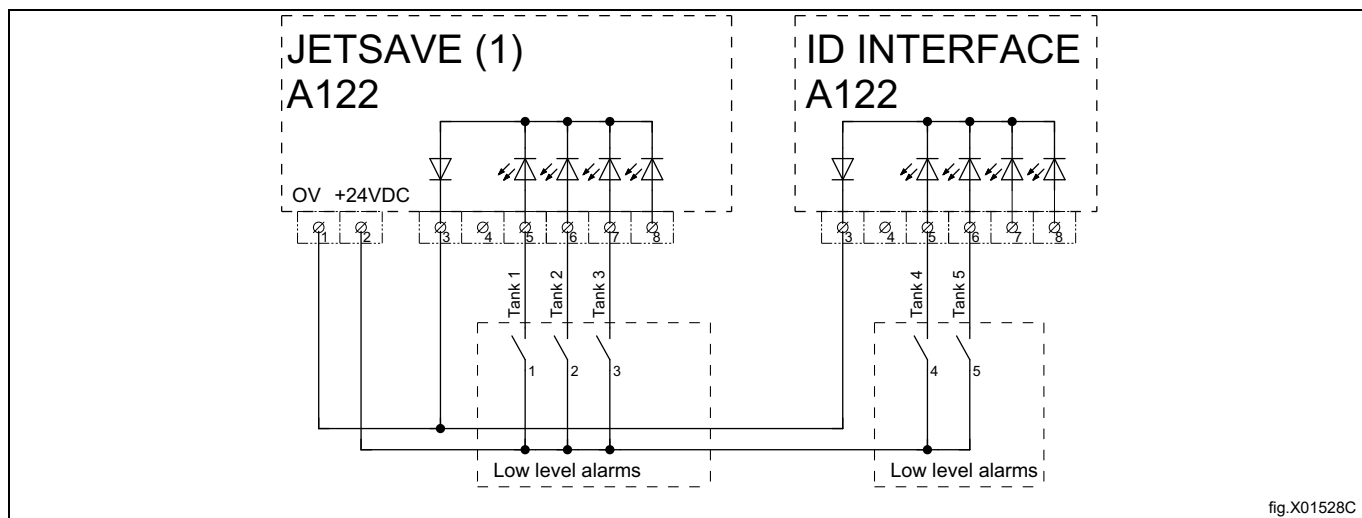 JETSAVE (1)
A122
ID INTERFACE
A122
OV +24VDC
1 2 3 4 5 6 7 8
3 4 5 6 7 8
Tank 1
Tank 2
Tank 3
Tank 4
Tank 5
1 2 3
4 5
Low level alarms
Low level alarms
fig.X01528C